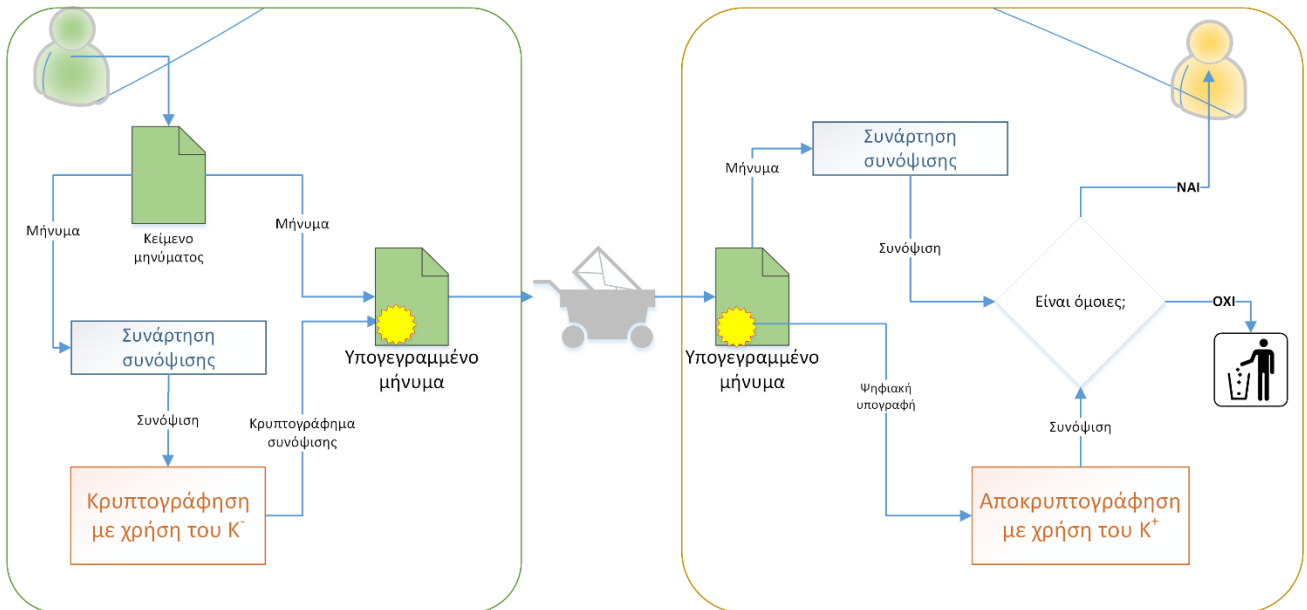 Μήνυμα
Κείμενο
μηνύματος
Μήνυμα
Συνάρτηση
συνόψισης
Συνόψιση
Κρυπτογράφηση
με χρήση του Κ⁻
Κρυπτογράφημα
συνόψισης
Υπογεγραμμένο
μήνυμα
Υπογεγραμμένο
μήνυμα
Μήνυμα
Συνάρτηση
συνόψισης
Συνόψιση
Ψηφιακή
υπογραφή
Αποκρυπτογράφηση
με χρήση του Κ⁺
Συνόψιση
Είναι όμοιες;
ΝΑΙ
ΟΧΙ